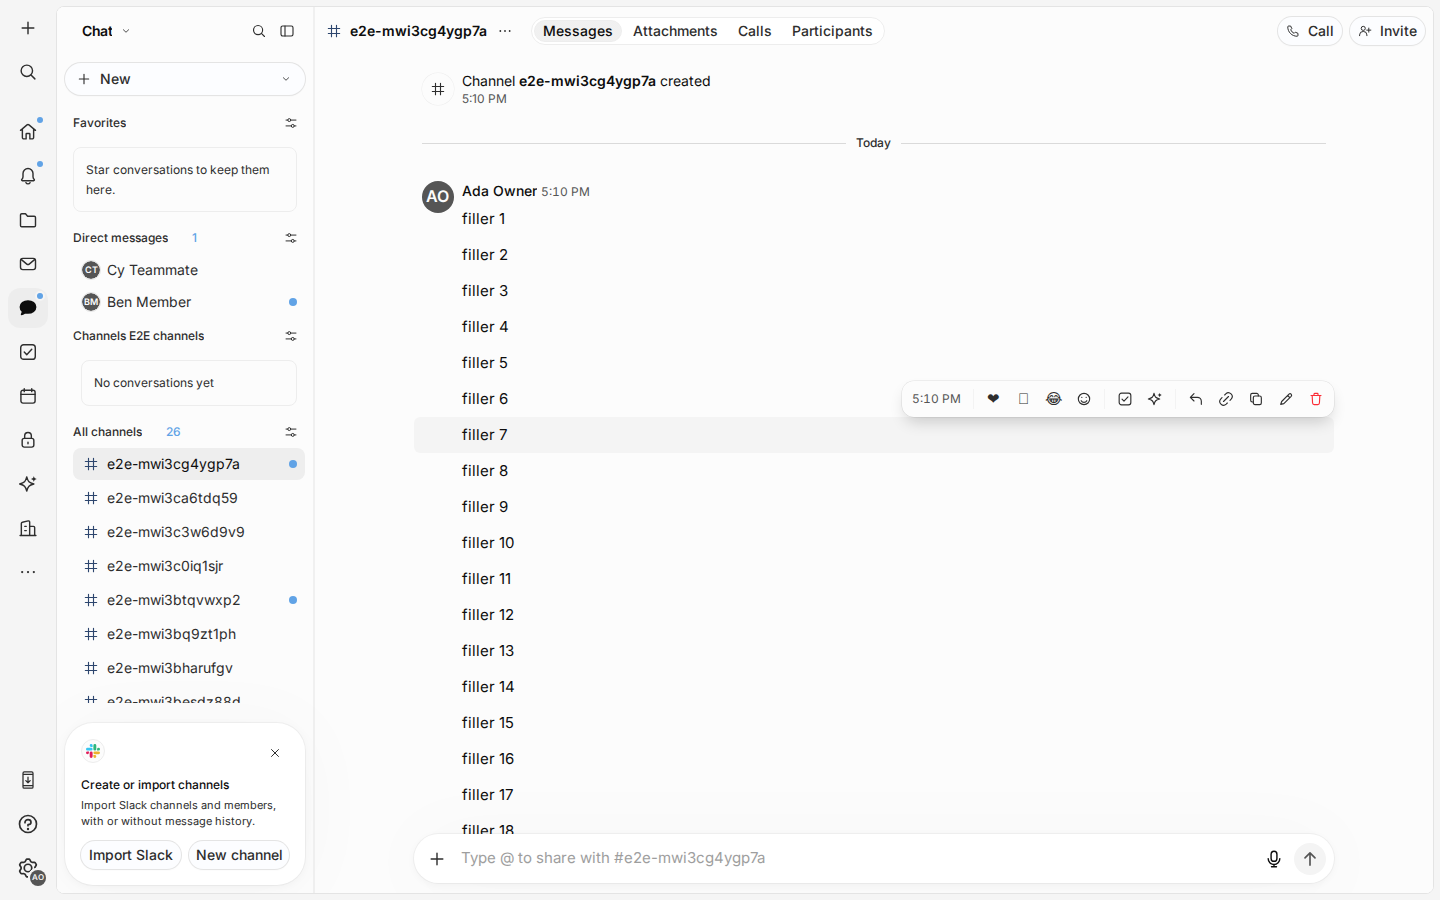 Chat
New
Favorites
Star conversations to keep them
here.
Direct messages 1
CT Cy Teammate
BM Ben Member
Channels E2E channels
No conversations yet
All channels 26
e2e-mwi3cg4ygp7a
e2e-mwi3ca6tdq59
e2e-mwi3c3w6d9v9
e2e-mwi3c0iq1sjr
e2e-mwi3btqvwxp2
e2e-mwi3bq9zt1ph
e2e-mwi3bharufgv
e2e-mwi3besdz88d
Create or import channels
Import Slack channels and members,
with or without message history.
Import Slack New channel
AO
e2e-mwi3cg4ygp7a Messages Attachments Calls Participants Call Invite
Channel e2e-mwi3cg4ygp7a created
5:10 PM
Today
AO Ada Owner 5:10 PM
filler 1
filler 2
filler 3
filler 4
filler 5
filler 6
5:10 PM
filler 7
filler 8
filler 9
filler 10
filler 11
filler 12
filler 13
filler 14
filler 15
filler 16
filler 17
filler 18
Type @ to share with #e2e-mwi3cg4ygp7a